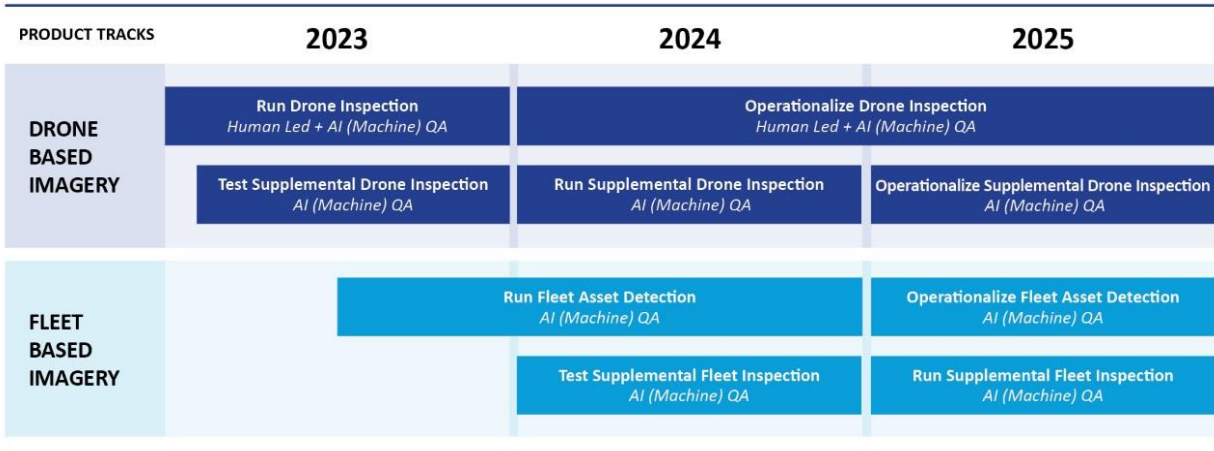 PRODUCT TRACKS
2023
2024
2025
DRONE
BASED
IMAGERY
Run Drone Inspection
Human Led + AI (Machine) QA
Operationalize Drone Inspection
Human Led + AI (Machine) QA
Test Supplemental Drone Inspection
AI (Machine) QA
Run Supplemental Drone Inspection
AI (Machine) QA
Operationalize Supplemental Drone Inspection
AI (Machine) QA
FLEET
BASED
IMAGERY
Run Fleet Asset Detection
AI (Machine) QA
Operationalize Fleet Asset Detection
AI (Machine) QA
Test Supplemental Fleet Inspection
AI (Machine) QA
Run Supplemental Fleet Inspection
AI (Machine) QA